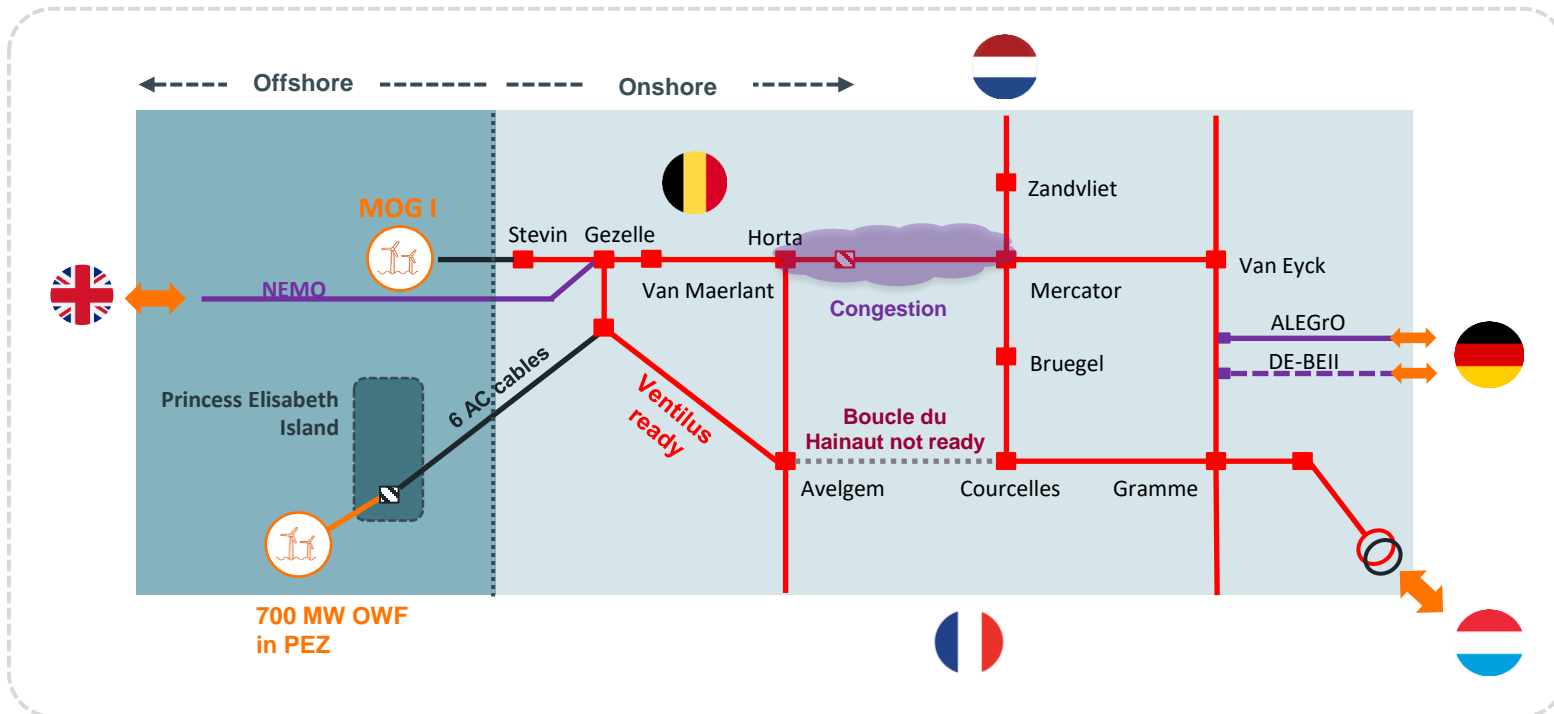 Offshore
Onshore
MOG I
Stevin
Gezelle
Horta
Zandvliet
NEMO
Van Maerlant
Congestion
Mercator
Van Eyck
ALEGrO
DE-BEII
Princess Elisabeth
Island
6 AC cables
Ventilus
ready
Bruegel
Boucle du
Hainaut not ready
Avelgem
Courcelles
Gramme
700 MW OWF
in PEZ